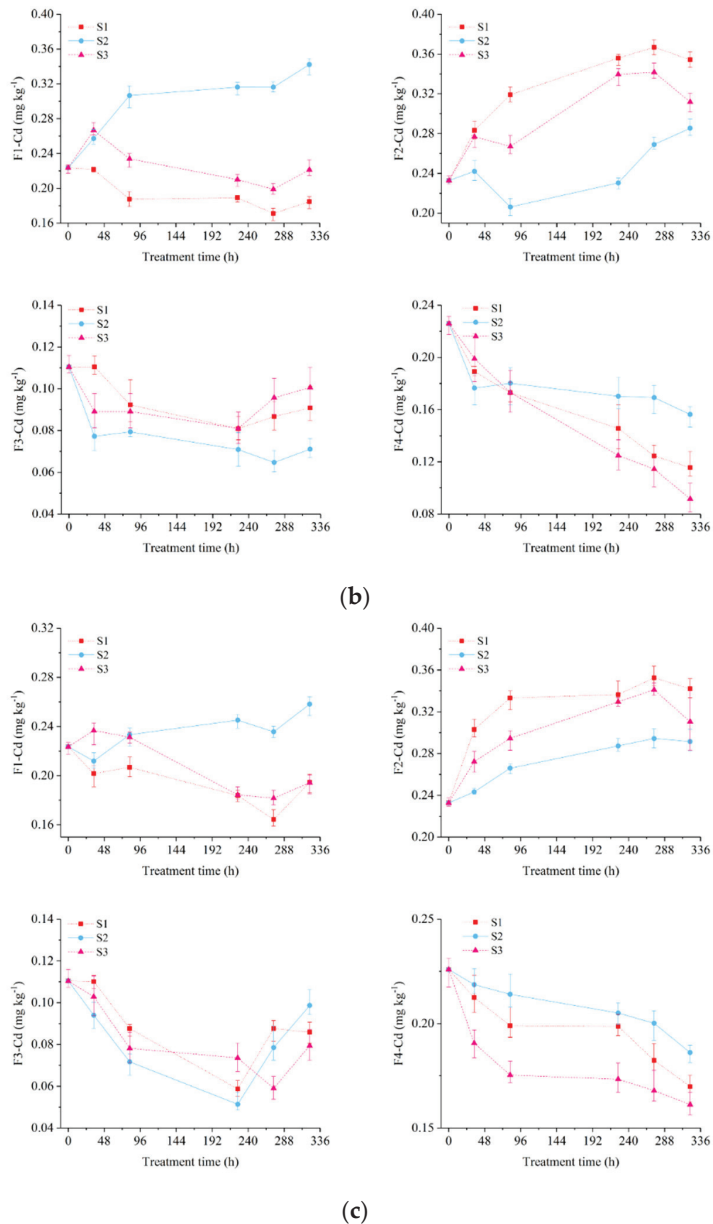 S1
S2
S3
F1-Cd (mg kg-1)
0.40
0.36
0.32
0.28
0.24
0.20
0.16
0 48 96 144 192 240 288 336
Treatment time (h)
S1
S2
S3
F2-Cd (mg kg-1)
0.40
0.36
0.32
0.28
0.24
0.20
0 48 96 144 192 240 288 336
Treatment time (h)
S1
S2
S3
F3-Cd (mg kg-1)
0.14
0.12
0.10
0.08
0.06
0.04
0 48 96 144 192 240 288 336
Treatment time (h)
S1
S2
S3
F4-Cd (mg kg-1)
0.24
0.20
0.16
0.12
0.08
0 48 96 144 192 240 288 336
Treatment time (h)
(b)
S1
S2
S3
F1-Cd (mg kg-1)
0.32
0.28
0.24
0.20
0.16
0 48 96 144 192 240 288 336
Treatment time (h)
S1
S2
S3
F2-Cd (mg kg-1)
0.40
0.36
0.32
0.28
0.24
0.20
0 48 96 144 192 240 288 336
Treatment time (h)
S1
S2
S3
F3-Cd (mg kg-1)
0.14
0.12
0.10
0.08
0.06
0.04
0 48 96 144 192 240 288 336
Treatment time (h)
S1
S2
S3
F4-Cd (mg kg-1)
0.25
0.20
0.15
0 48 96 144 192 240 288 336
Treatment time (h)
(c)